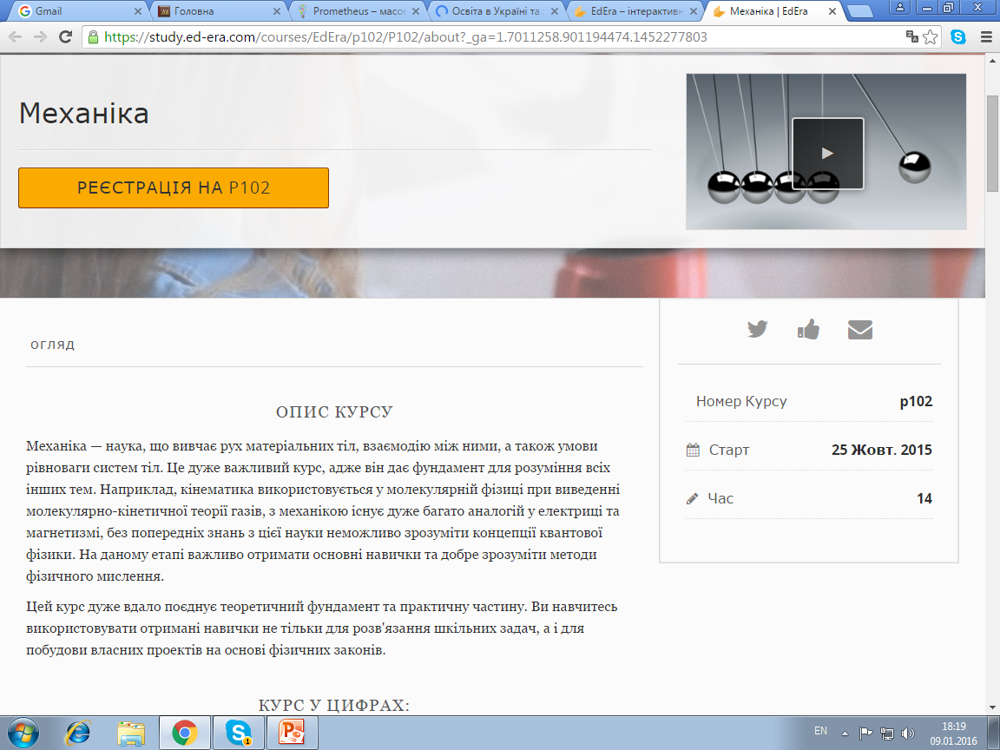 Gmail
Головна
Prometheus – масо
Освіта в Україні та
EdEra – інтерактивн
Механіка | EdEra
https://study.ed-era.com/courses/EdEra/p102/P102/about?_ga=1.7011258.901194474.1452277803
Механіка
РЕЄСТРАЦІЯ НА P102
ОГЛЯД
ОПИС КУРСУ
Механіка — наука, що вивчає рух матеріальних тіл, взаємодію між ними, а також умови
рівноваги систем тіл. Це дуже важливий курс, адже він дає фундамент для розуміння всіх
інших тем. Наприклад, кінематика використовується у молекулярній фізиці при виведенні
молекулярно-кінетичної теорії газів, з механікою існує дуже багато аналогій у електриці та
магнетизмі, без попередніх знань з цієї науки неможливо зрозуміти концепції квантової
фізики. На даному етапі важливо отримати основні навички та добре зрозуміти методи
фізичного мислення.
Цей курс дуже вдало поєднує теоретичний фундамент та практичну частину. Ви навчитесь
використовувати отримані навички не тільки для розв'язання шкільних задач, а і для
побудови власних проектів на основі фізичних законів.
КУРС У ЦИФРАХ:
Номер Курсу p102
Старт 25 Жовт. 2015
Час 14
EN
18:19
09.01.2016